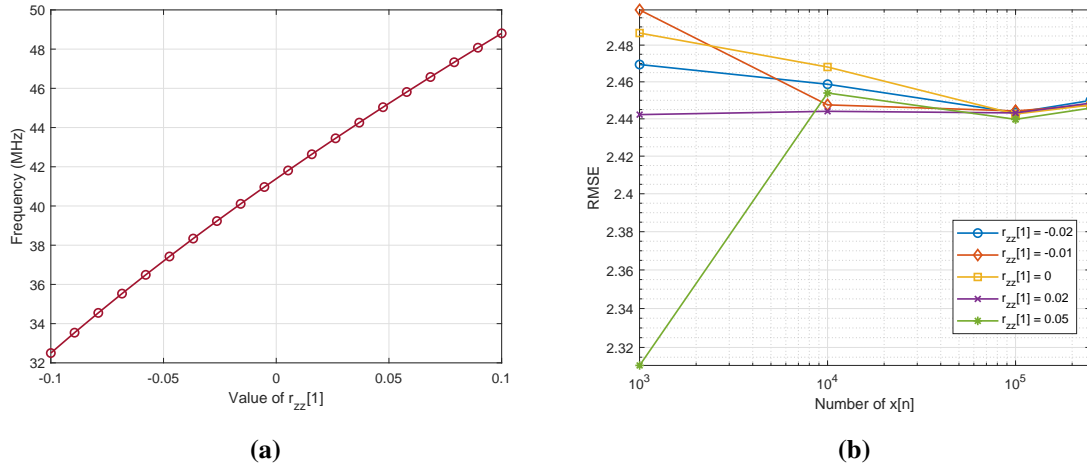 50
48
46
44
42
40
38
36
34
32
Frequency (MHz)
-0.1
-0.05
0
0.05
0.1
Value of r_zz[1]
(a)
2.48
2.46
2.44
2.42
2.4
2.38
2.36
2.34
2.32
RMSE
10^3
10^4
10^5
Number of x[n]
r_zz[1] = -0.02
r_zz[1] = -0.01
r_zz[1] = 0
r_zz[1] = 0.02
r_zz[1] = 0.05
(b)